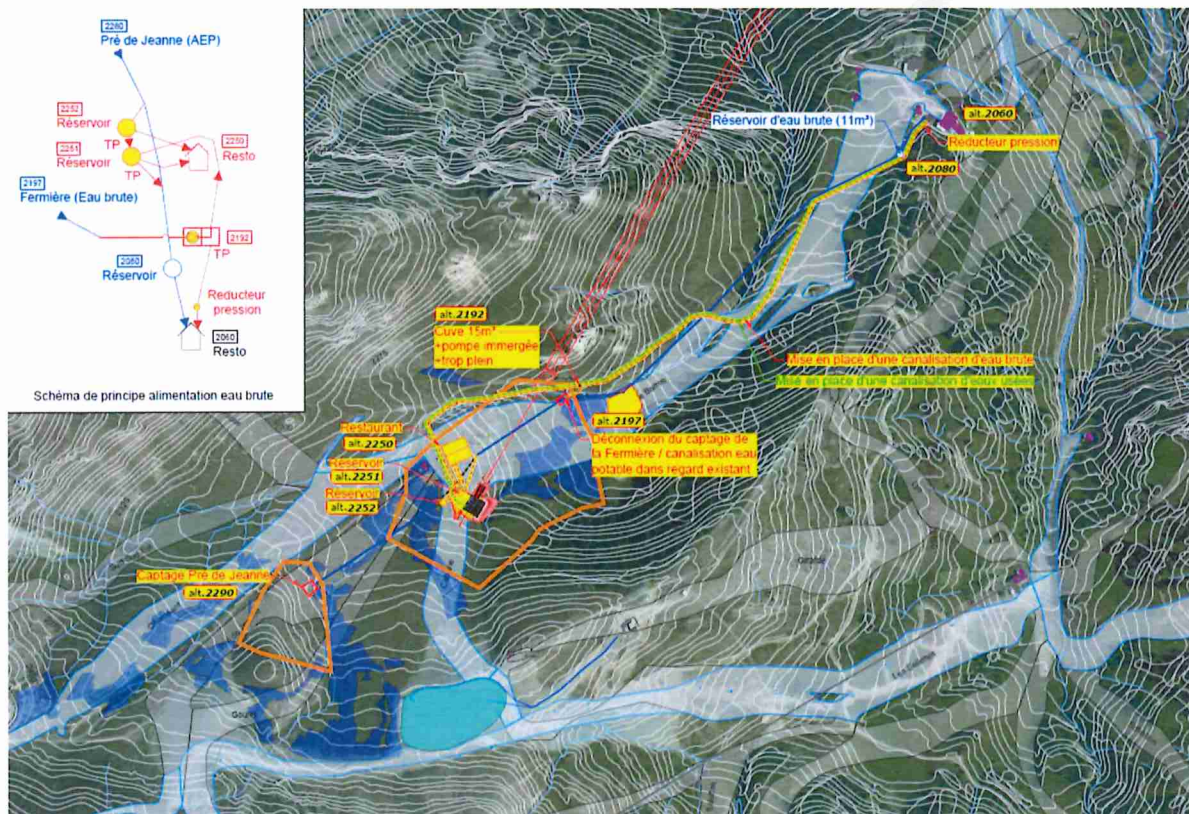 2280
Pré de Jeanne (AEP)
2252
Réservoir
2251
Réservoir
TP
TP
2250
Resto
2197
Fermière (Eau brute)
2192
TP
2080
Réservoir
Reducteur
pression
2060
Resto
Schéma de principe alimentation eau brute
Réservoir d'eau brute (11m³)
alt.2060
Réducteur pression
alt.2080
alt.2192
Cuve 15m³
+pompe immergée
+trop plein
Mise en place d'une canalisation d'eau brute
Mise en place d'une canalisation d'eaux usées
alt.2197
Déconnexion du captage de
la Fermière / canalisation eau
potable dans regard existant
Restaurant
alt.2250
Réservoir
alt.2251
Réservoir
alt.2252
Captage Pré de Jeanne
alt.2290